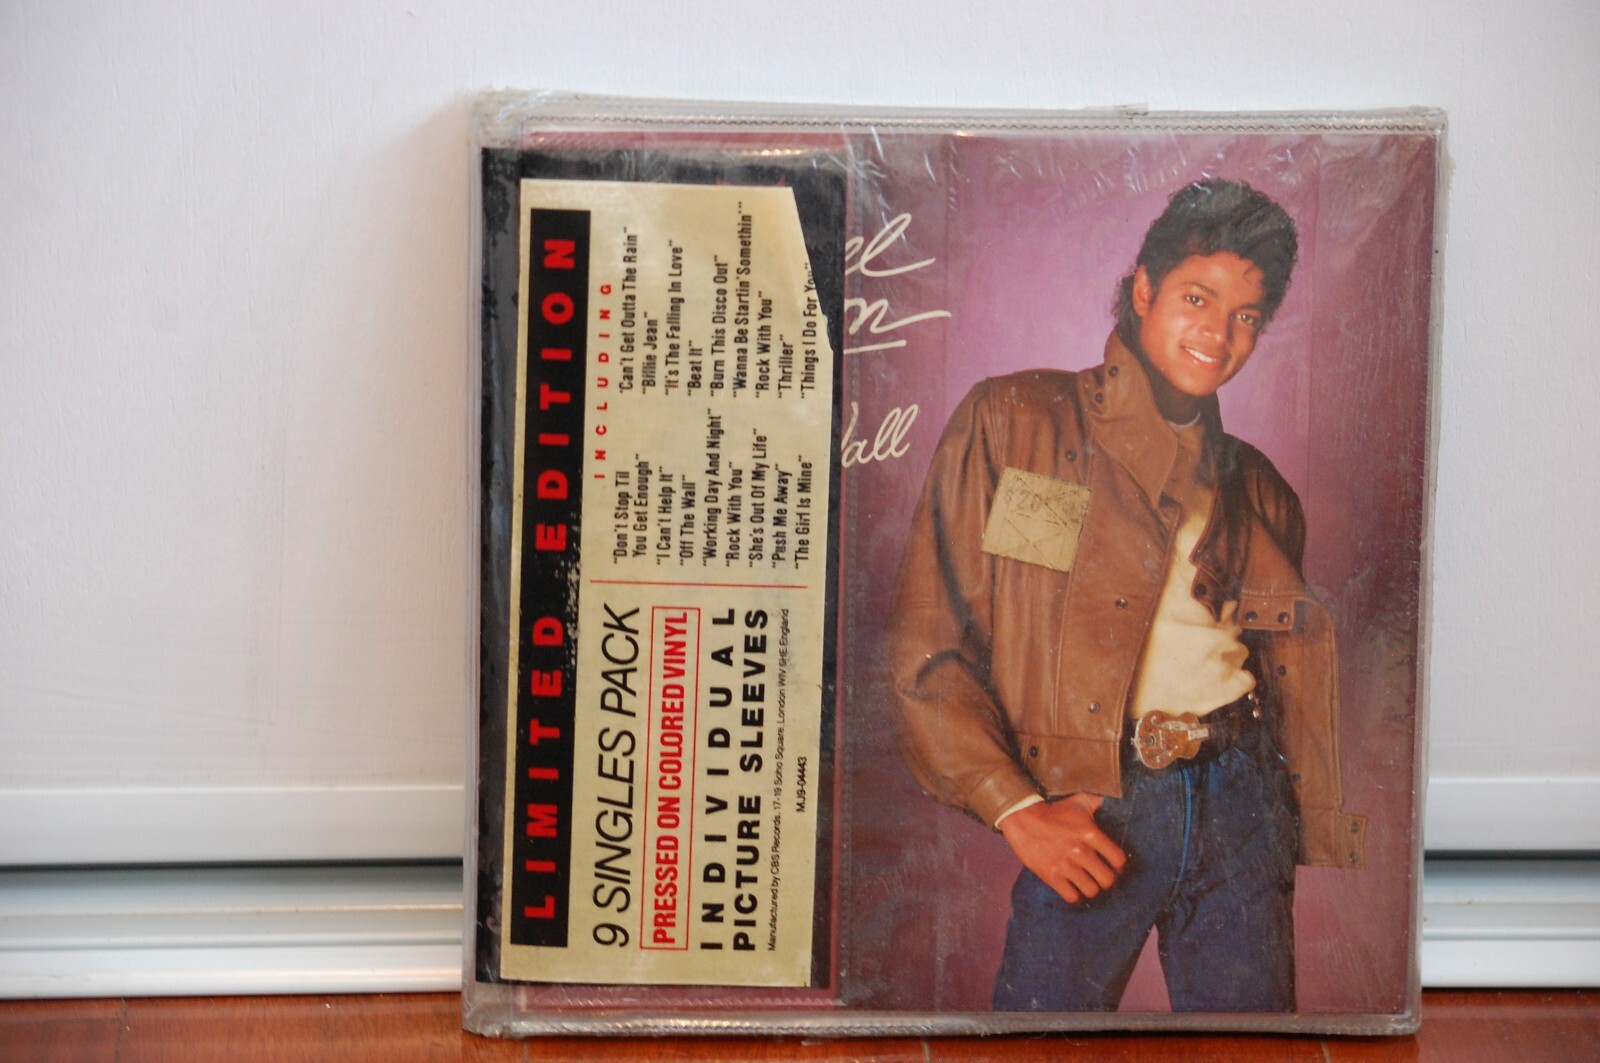 LIMITED EDITION
9 SINGLES PACK
PRESSED ON COLORED VINYL
INDIVIDUAL
PICTURE SLEEVES
Manufactured by CBS Records, 17-19 Soho Square, London WIV 6HE England
MJ9-04443
INCLUDING
"Don't Stop Til
You Get Enough"
"I Can't Help It"
"Off The Wall"
"Working Day And Night"
"Rock With You"
"She's Out Of My Life"
"Push Me Away"
"The Girl Is Mine"
"Can't Get Outta The Rain"
"Billie Jean"
"It's The Falling In Love"
"Beat It"
"Burn This Disco Out"
"Wanna Be Startin' Somethin'"
"Rock With You"
"Thriller"
"Things I Do For You"
el
on
all